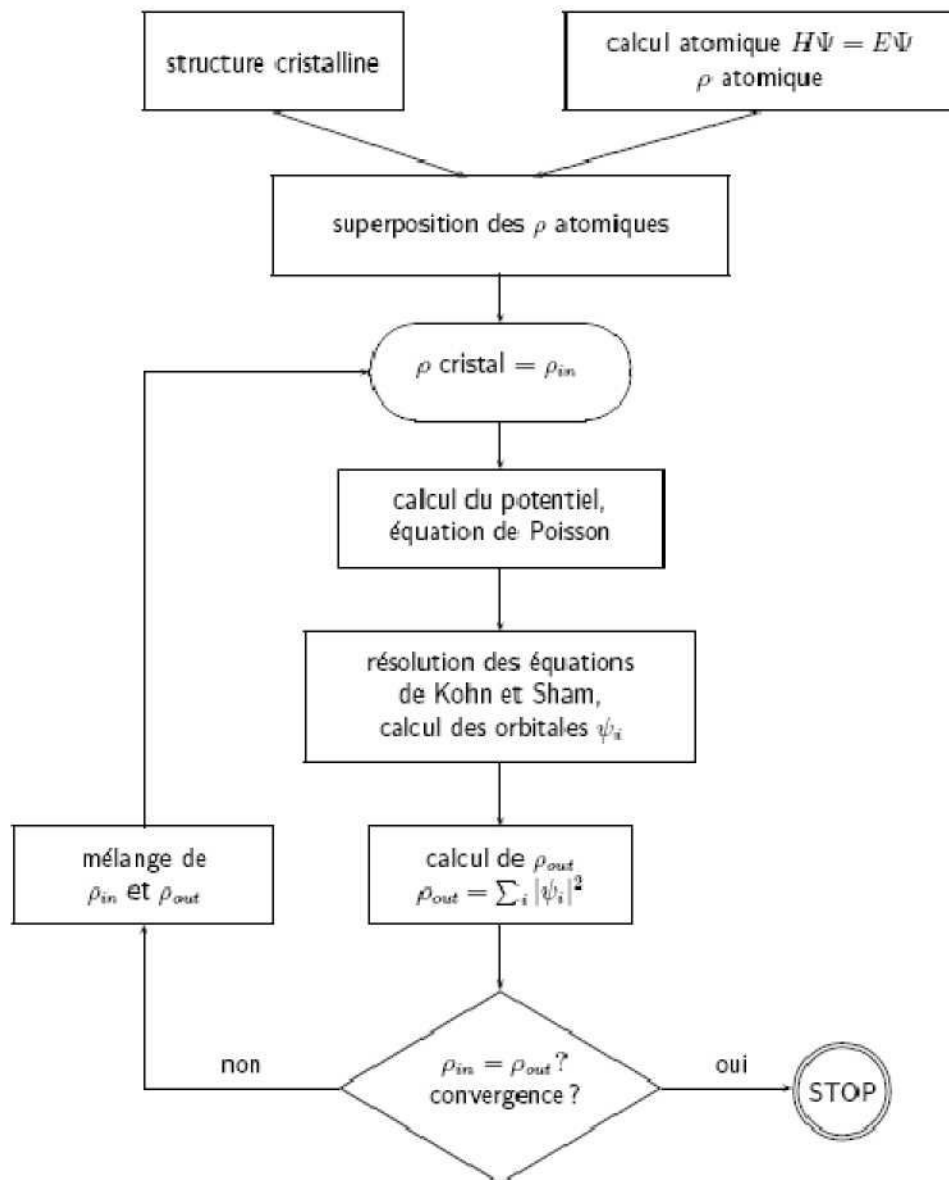 structure cristalline
calcul atomique HΨ = EΨ
ρ atomique
superposition des ρ atomiques
ρ cristal = ρ_in
calcul du potentiel,
équation de Poisson
résolution des équations
de Kohn et Sham,
calcul des orbitales ψ_i
mélange de
ρ_in et ρ_out
calcul de ρ_out
ρ_out = ∑_i |ψ_i|²
non
ρ_in = ρ_out ?
convergence ?
oui
STOP